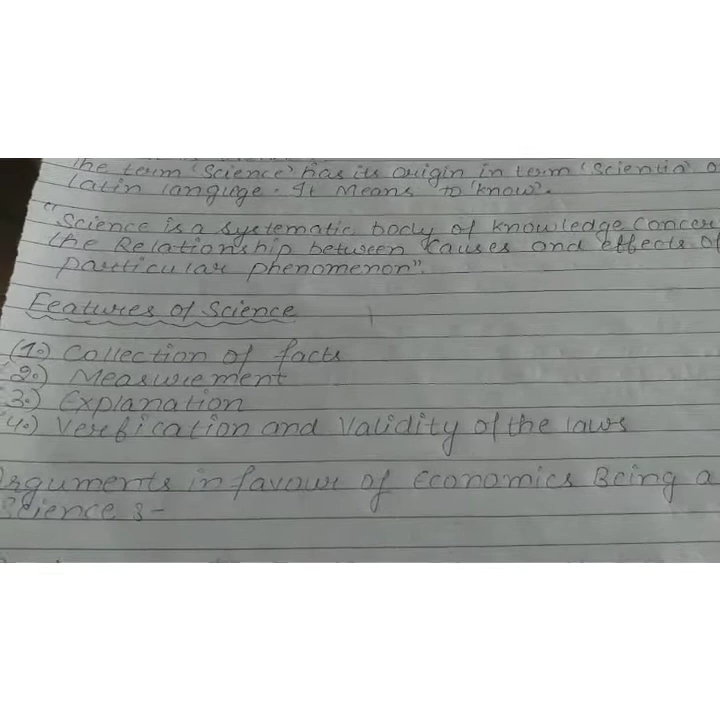 The term 'Science' has its origin in term 'Scientia' o
latin languge. It Means to 'know'.
"Science is a systematic body of knowledge concer
the Relationship between causes and effects of
particular phenomenon".
Features of Science
(1.) Collection of facts
(2.) Measurement
(3.) Explanation
(4.) Verification and Validity of the laws
Arguments in favour of Economics Being a
Science :-